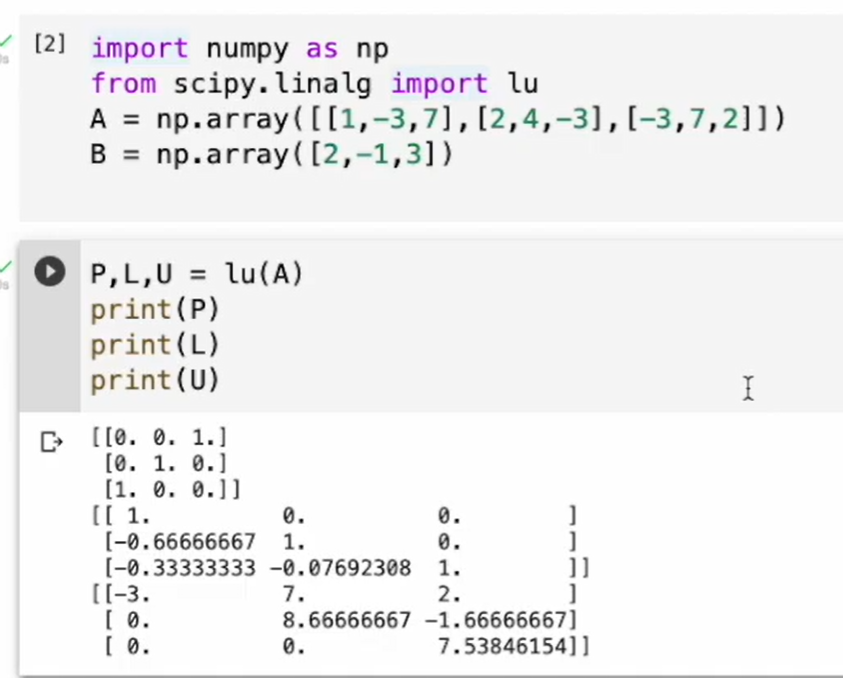 [2] import numpy as np
from scipy.linalg import lu
A = np.array([[1,-3,7],[2,4,-3],[-3,7,2]])
B = np.array([2,-1,3])
P,L,U = lu(A)
print(P)
print(L)
print(U)
[[0. 0. 1.]
 [0. 1. 0.]
 [1. 0. 0.]]
[[ 1.          0.          0.        ]
 [-0.66666667  1.          0.        ]
 [-0.33333333 -0.07692308  1.        ]]
[[-3.          7.          2.        ]
 [ 0.          8.66666667 -1.66666667]
 [ 0.          0.          7.53846154]]